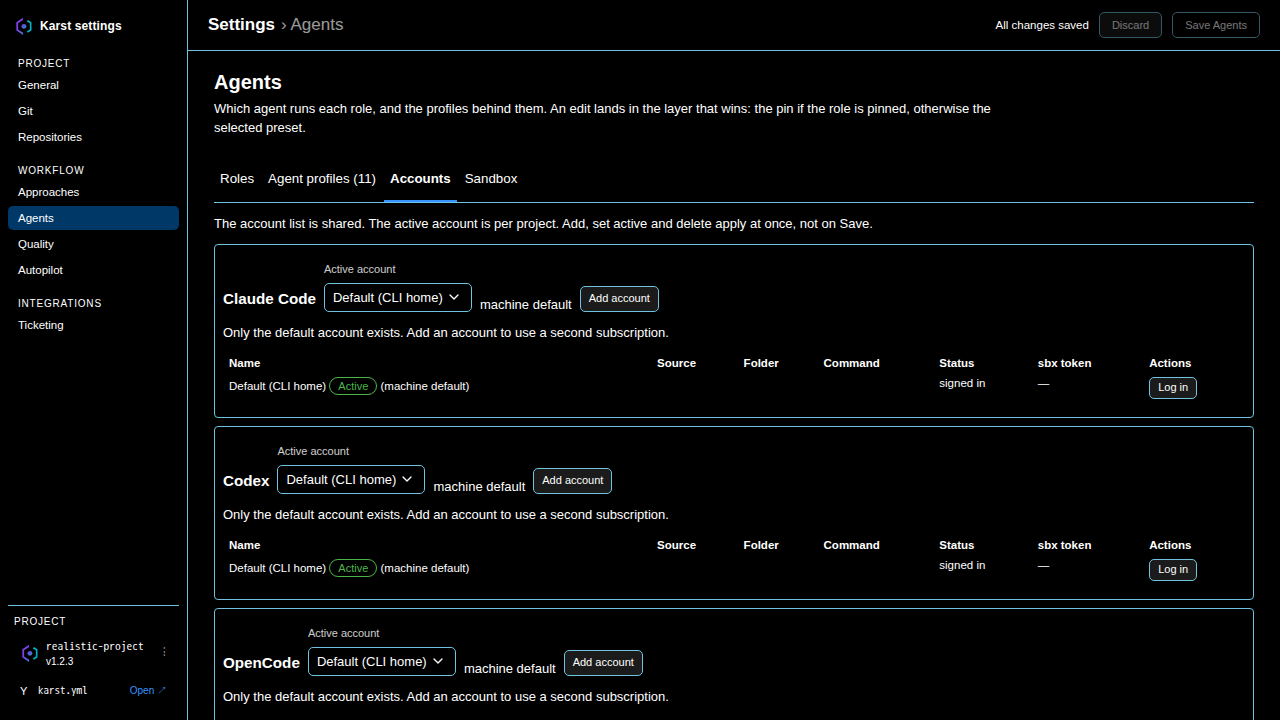 Karst settings
Settings › Agents
All changes saved
Discard
Save Agents
PROJECT
General
Git
Repositories
WORKFLOW
Approaches
Agents
Quality
Autopilot
INTEGRATIONS
Ticketing
PROJECT
realistic-project
v1.2.3
Y karst.yml
Open ↗
Agents
Which agent runs each role, and the profiles behind them. An edit lands in the layer that wins: the pin if the role is pinned, otherwise the
selected preset.
Roles Agent profiles (11) Accounts Sandbox
The account list is shared. The active account is per project. Add, set active and delete apply at once, not on Save.
Active account
Claude Code Default (CLI home) machine default Add account
Only the default account exists. Add an account to use a second subscription.
Name Source Folder Command Status sbx token Actions
Default (CLI home) Active (machine default) signed in — Log in
Active account
Codex Default (CLI home) machine default Add account
Only the default account exists. Add an account to use a second subscription.
Name Source Folder Command Status sbx token Actions
Default (CLI home) Active (machine default) signed in — Log in
Active account
OpenCode Default (CLI home) machine default Add account
Only the default account exists. Add an account to use a second subscription.